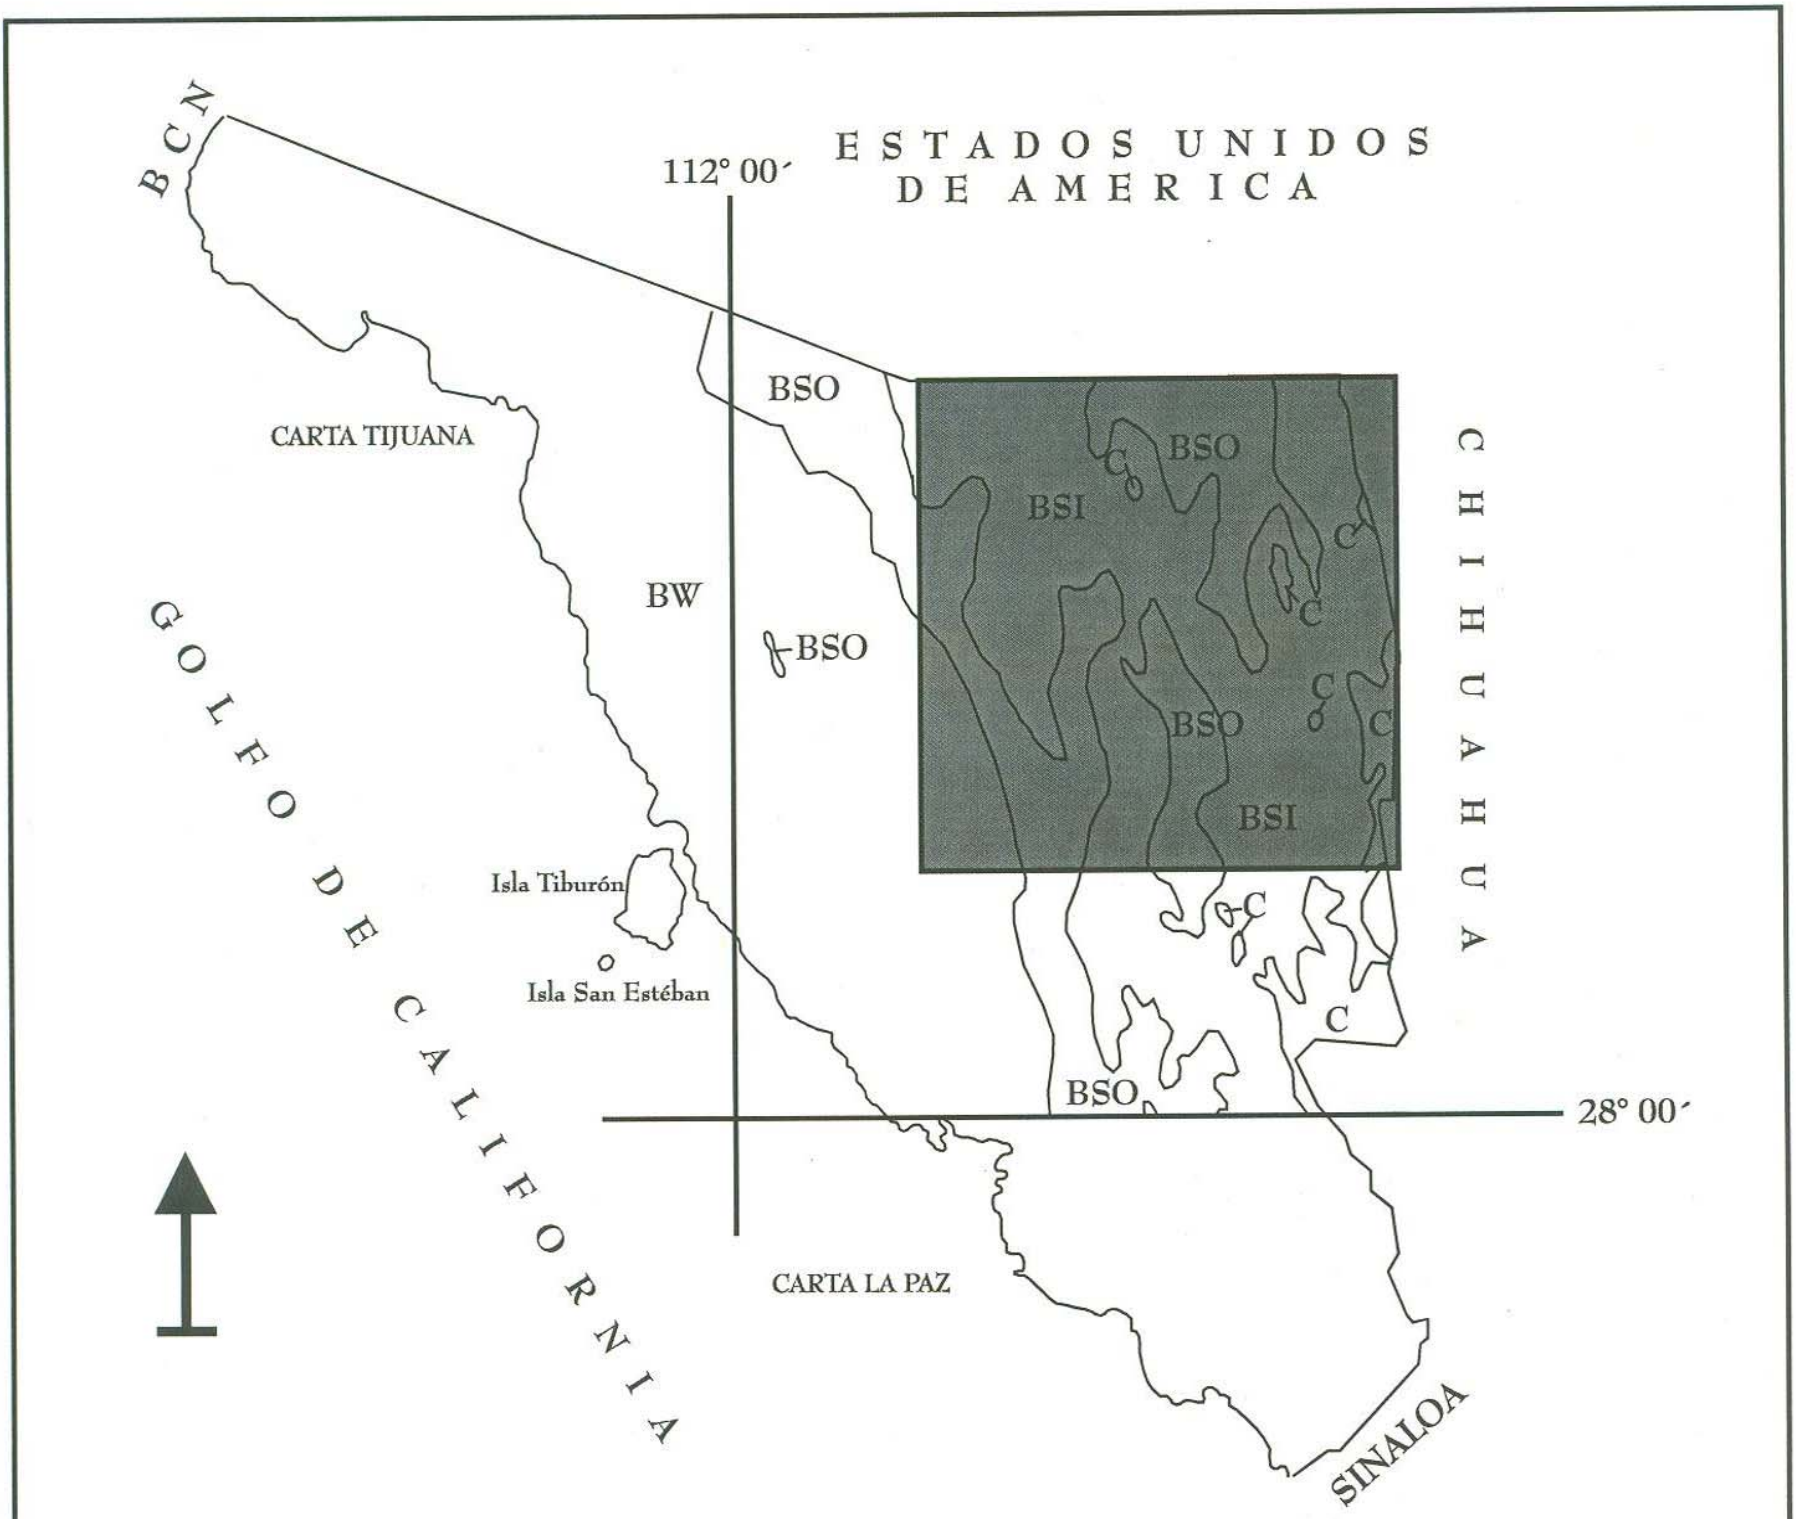 B C N
ESTADOS UNIDOS
DE AMERICA
112° 00´
BSO
CARTA TIJUANA
C
BSO
BSI
C
BW
BSO
C
C
BSO
C
BSI
CHIHUAHUA
GOLFO DE CALIFORNIA
Isla Tiburón
C
Isla San Estéban
C
BSO
28° 00´
CARTA LA PAZ
SINALOA